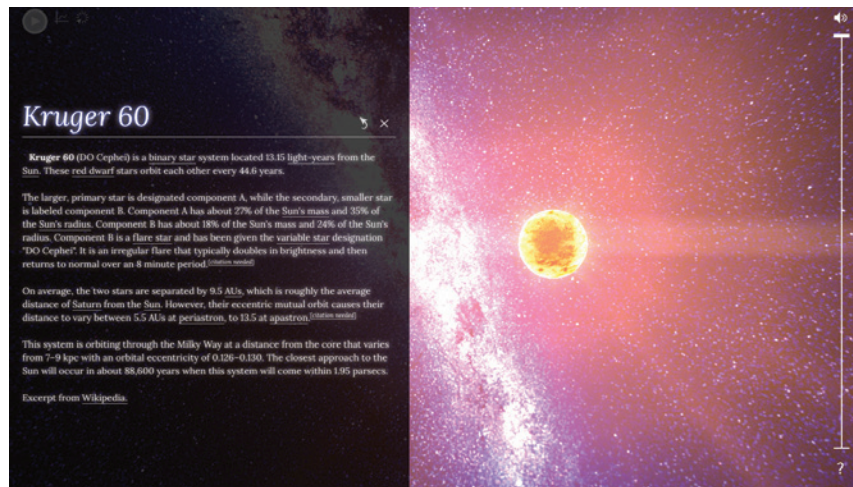 Kruger 60
Kruger 60 (DO Cephei) is a binary star system located 13.15 light-years from the
Sun. These red dwarf stars orbit each other every 44.6 years.
The larger, primary star is designated component A, while the secondary, smaller star
is labeled component B. Component A has about 27% of the Sun's mass and 35% of
the Sun's radius. Component B has about 18% of the Sun's mass and 24% of the Sun's
radius. Component B is a flare star and has been given the variable star designation
"DO Cephei". It is an irregular flare that typically doubles in brightness and then
returns to normal over an 8 minute period.[citation needed]
On average, the two stars are separated by 9.5 AUs, which is roughly the average
distance of Saturn from the Sun. However, their eccentric mutual orbit causes their
distance to vary between 5.5 AUs at periastron, to 13.5 at apastron.[citation needed]
This system is orbiting through the Milky Way at a distance from the core that varies
from 7–9 kpc with an orbital eccentricity of 0.126–0.130. The closest approach to the
Sun will occur in about 88,600 years when this system will come within 1.95 parsecs.
Excerpt from Wikipedia.
?